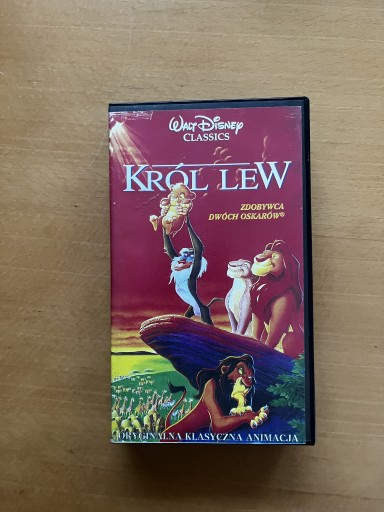 Walt Disney
CLASSICS
KRÓL LEW
ZDOBYWCA
DWÓCH OSKARÓW®
ORYGINALNA KLASYCZNA ANIMACJA